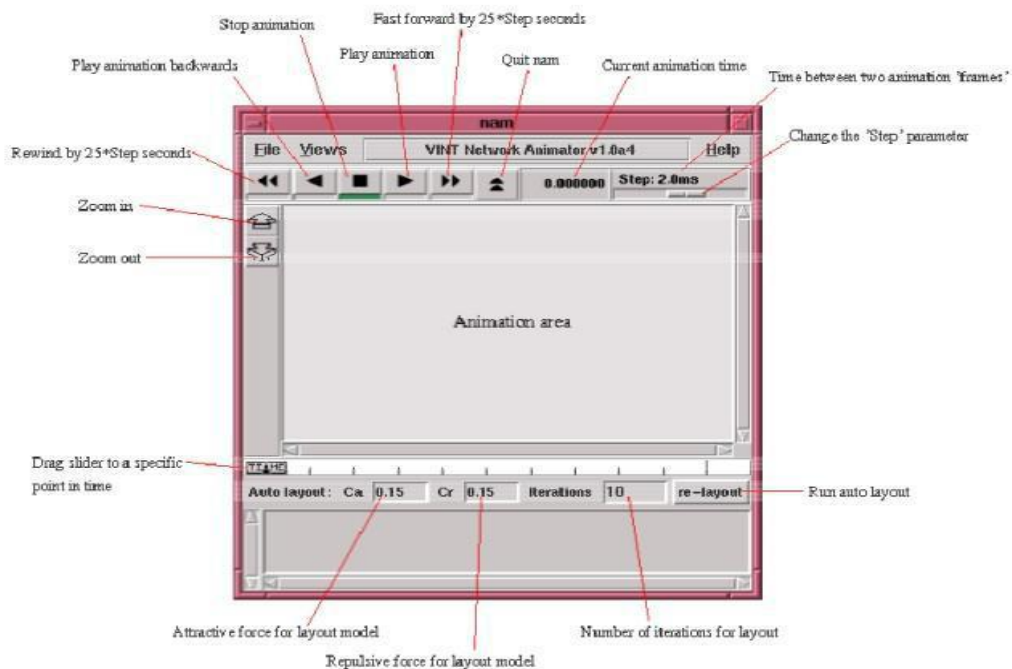 Fast forward by 25*Step seconds
Stop animation
Play animation
Quit nam
Play animation backwards
Current animation time
Time between two animation 'frames'
nam
Change the 'Step' parameter
File Views VINT Network Animator v1.0a4 Help
Rewind by 25*Step seconds
0.000000 Step: 2.0ms
Zoom in
Zoom out
Animation area
Drag slider to a specific
point in time
TIME
Auto layout: Ca 0.15 Cr 0.15 Iterations 10 re-layout
Run auto layout
Attractive force for layout model
Number of iterations for layout
Repulsive force for layout model